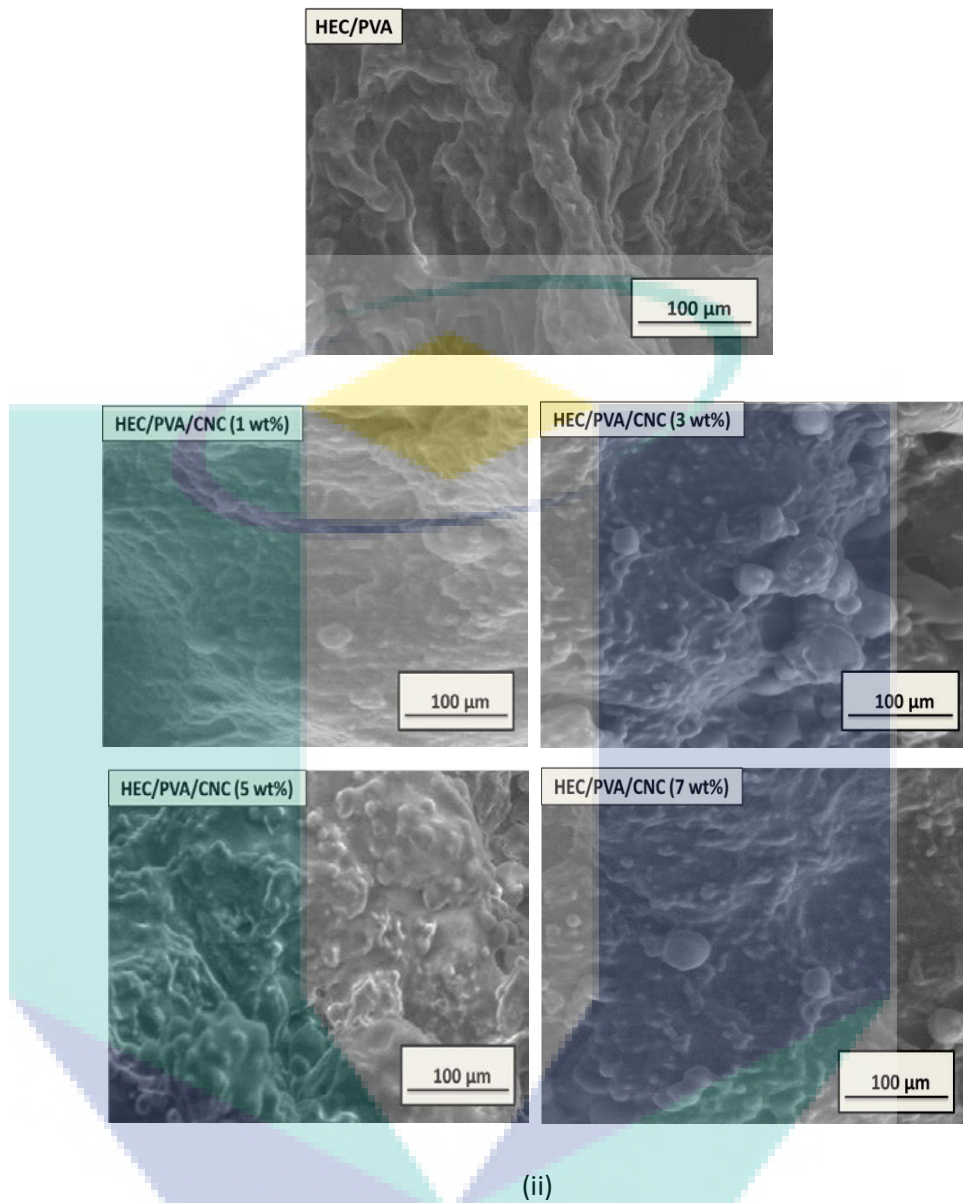 HEC/PVA
100 µm
HEC/PVA/CNC (1 wt%)
HEC/PVA/CNC (3 wt%)
100 µm
100 µm
HEC/PVA/CNC (5 wt%)
HEC/PVA/CNC (7 wt%)
100 µm
100 µm
(ii)